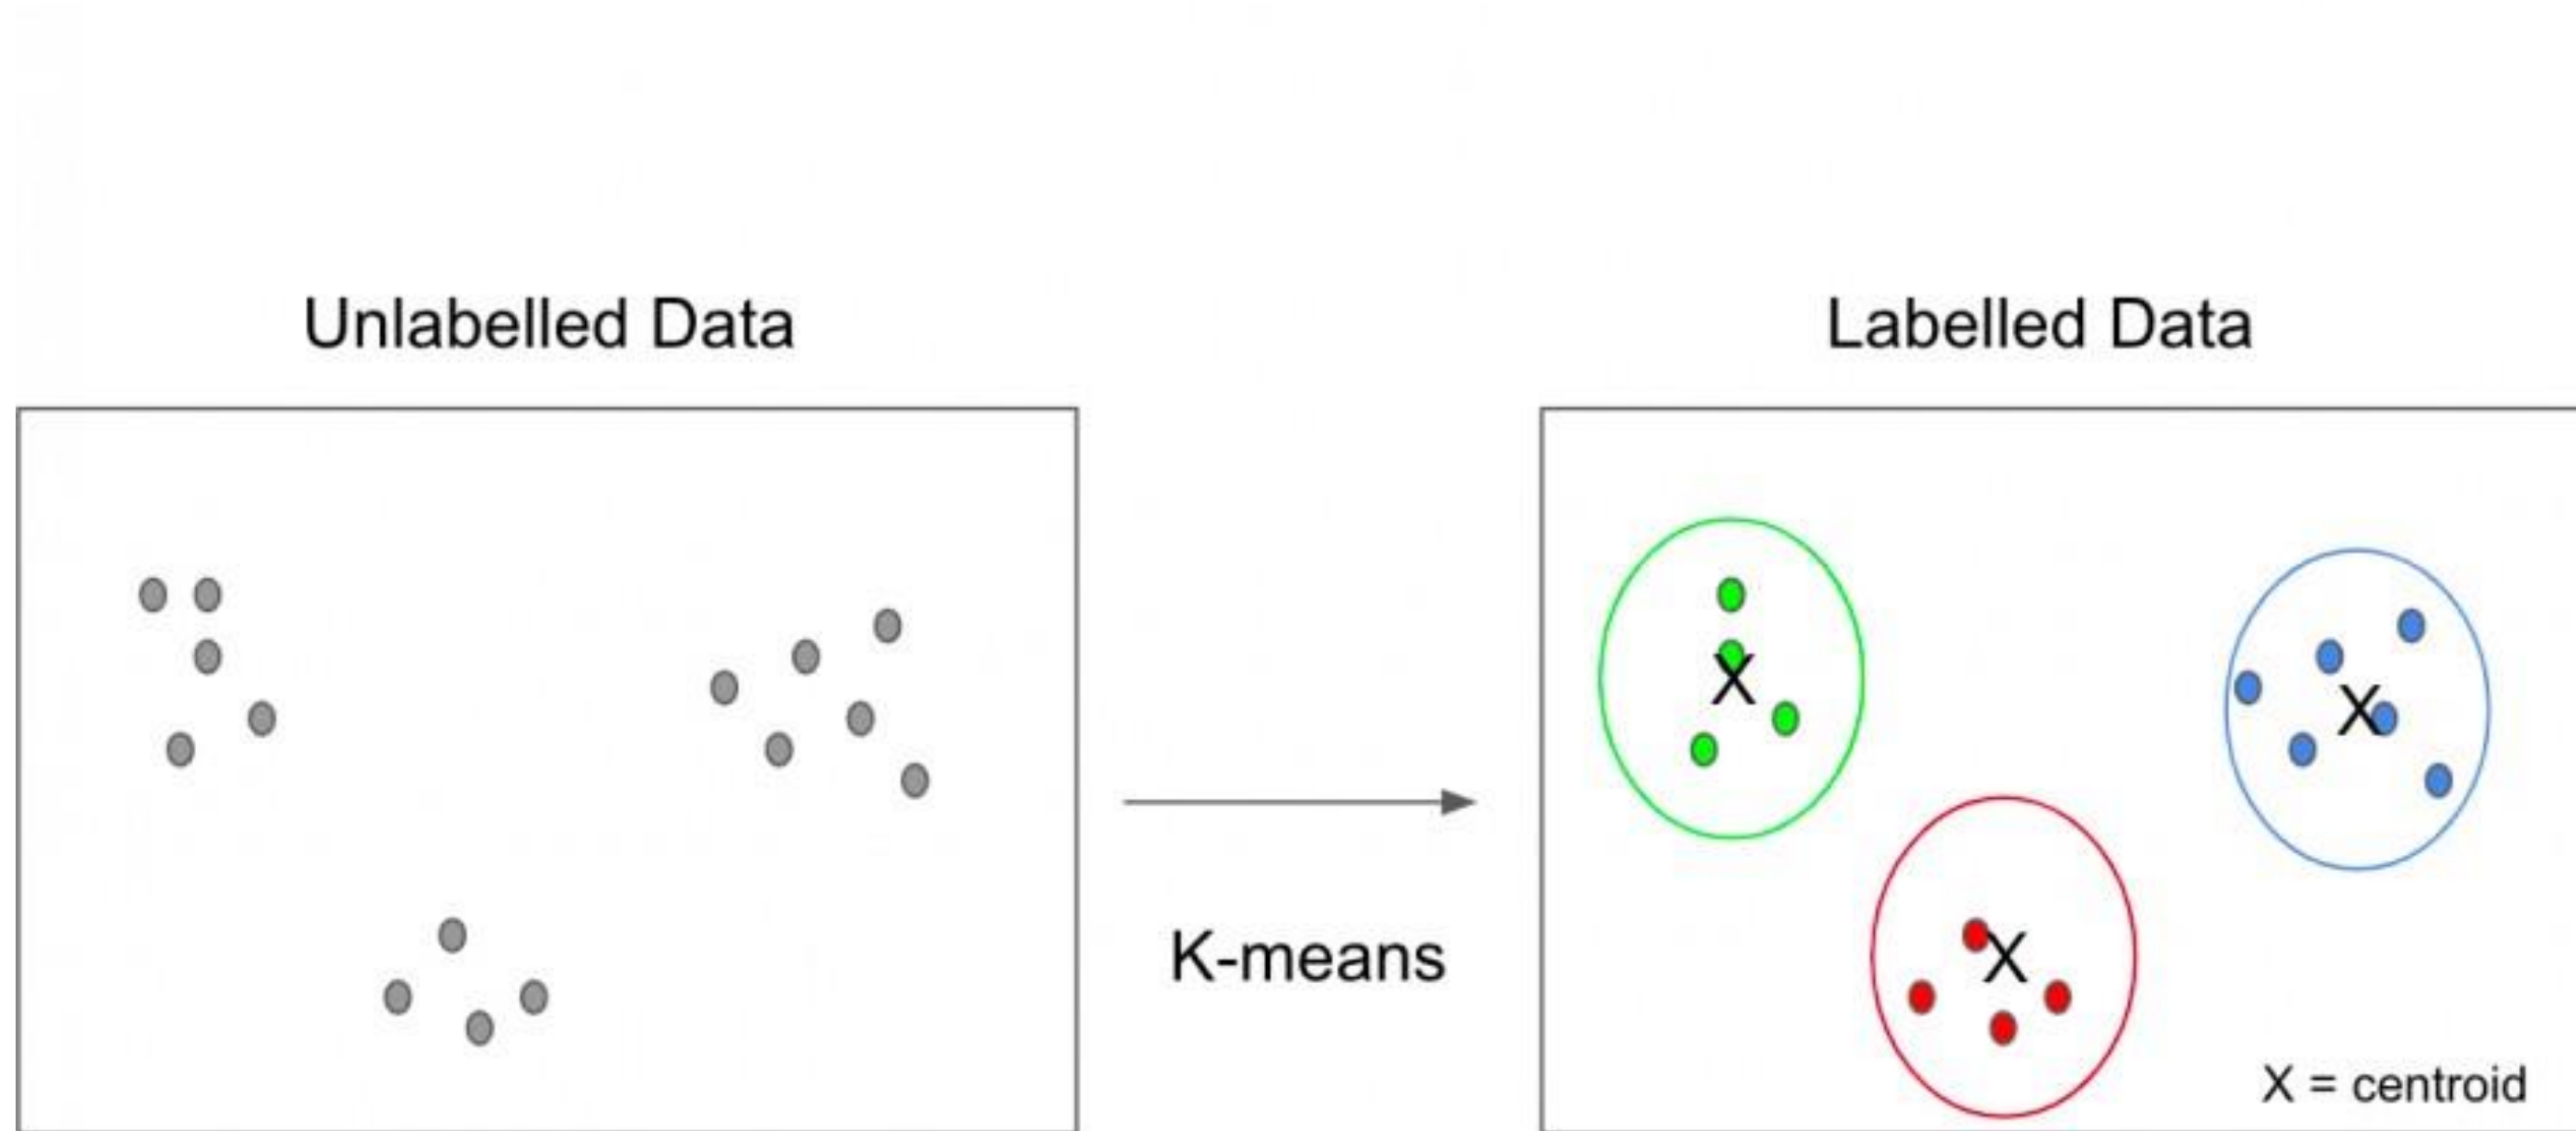 Unlabelled Data
Labelled Data
K-means
X
X
X
X = centroid